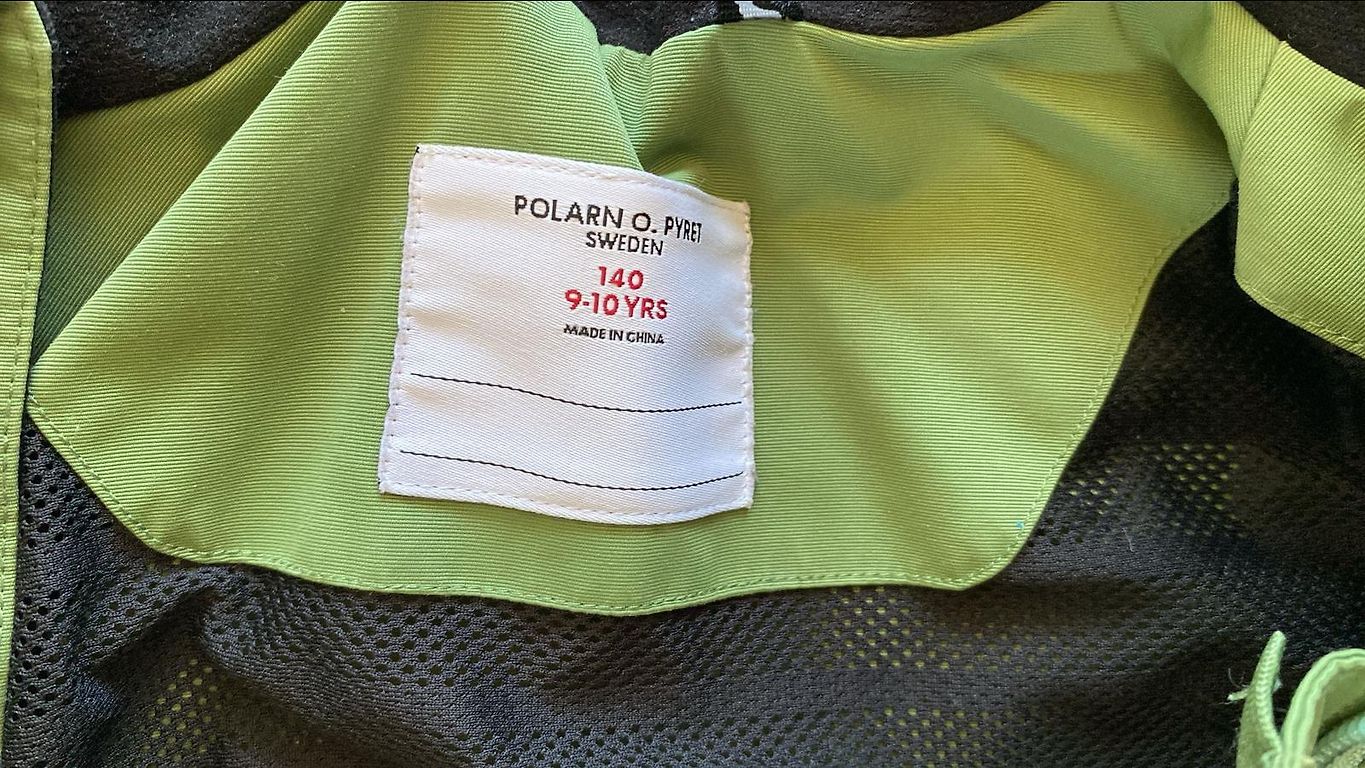 POLARN O. PYRET
SWEDEN
140
9-10 YRS
MADE IN CHINA